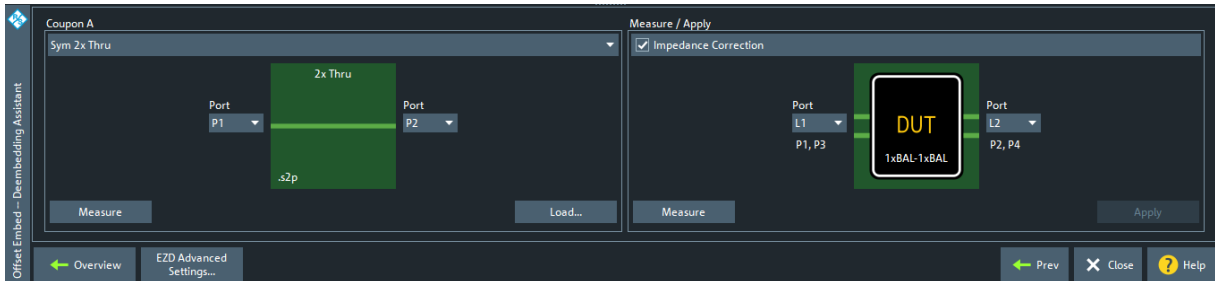 Offset Embed -- Deembedding Assistant
Coupon A
Sym 2x Thru
2x Thru
Port
P1
Port
P2
.s2p
Measure
Load...
Measure / Apply
Impedance Correction
Port
L1
P1, P3
DUT
1xBAL-1xBAL
Port
L2
P2, P4
Measure
Apply
Overview
EZD Advanced
Settings...
Prev
Close
? Help